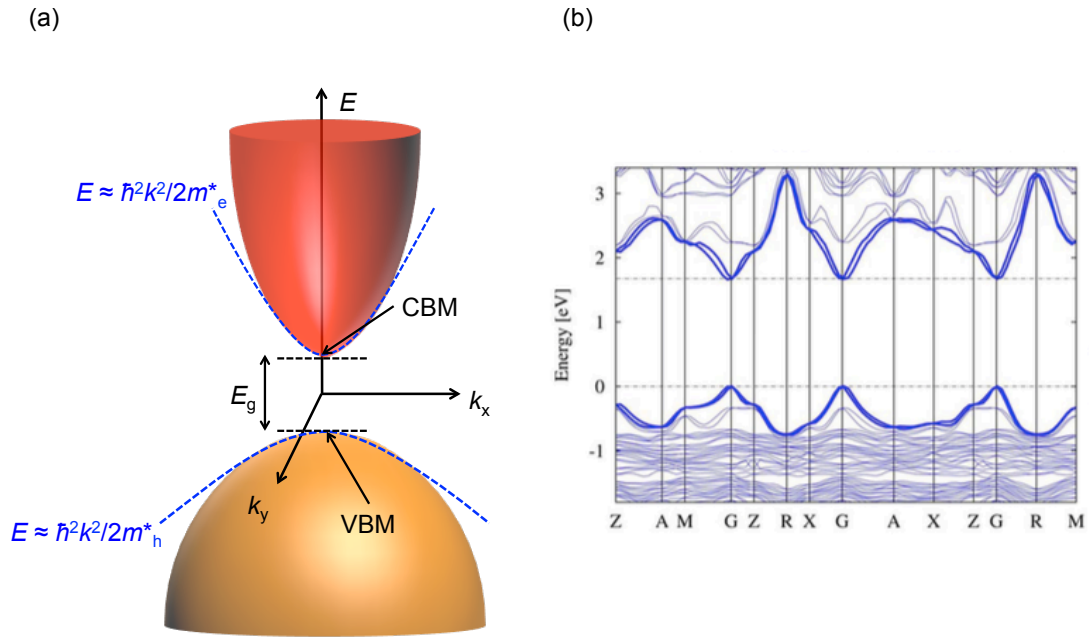 (a)
(b)
E
E ≈ ħ²k²/2m*e
CBM
Eg
kx
ky
VBM
E ≈ ħ²k²/2m*h
Energy [eV]
3
2
1
0
-1
Z A M G Z R X G A X Z G R M